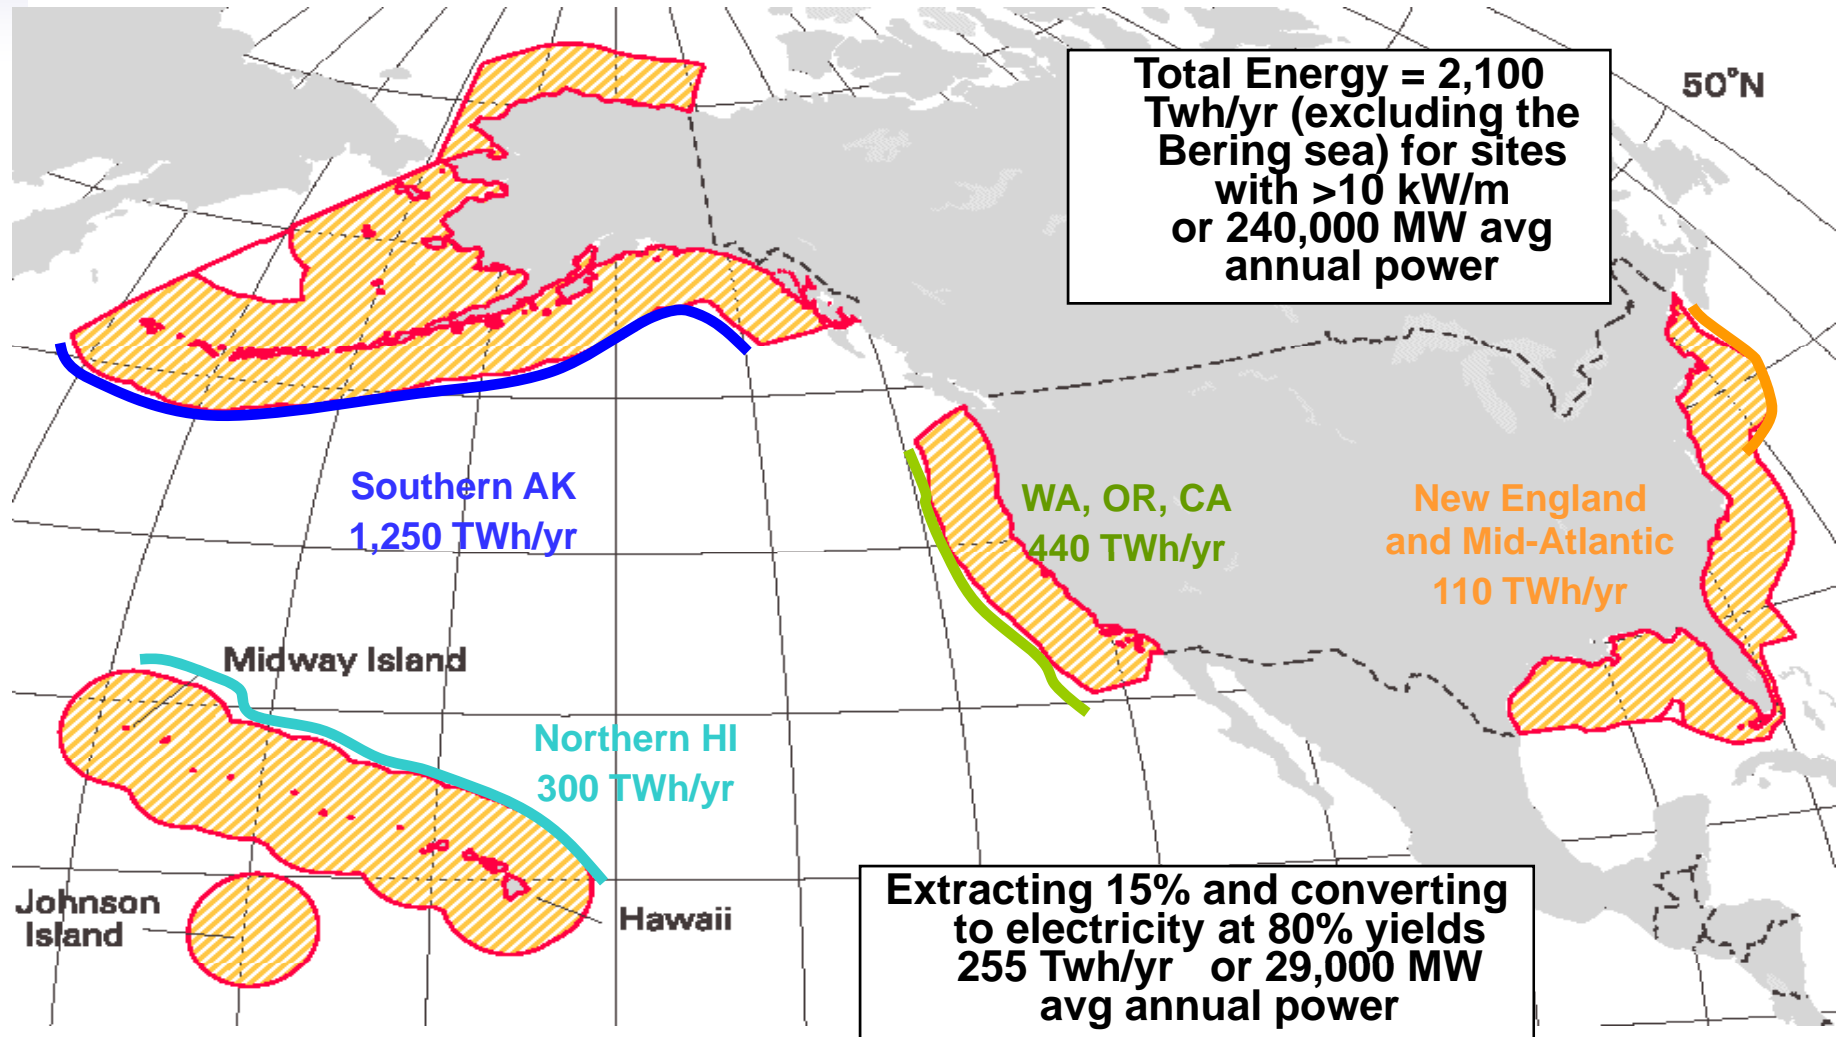 Total Energy = 2,100
Twh/yr (excluding the
Bering sea) for sites
with >10 kW/m
or 240,000 MW avg
annual power
50°N
Southern AK
1,250 TWh/yr
WA, OR, CA
440 TWh/yr
New England
and Mid-Atlantic
110 TWh/yr
Midway Island
Northern HI
300 TWh/yr
Johnson
Island
Hawaii
Extracting 15% and converting
to electricity at 80% yields
255 Twh/yr or 29,000 MW
avg annual power